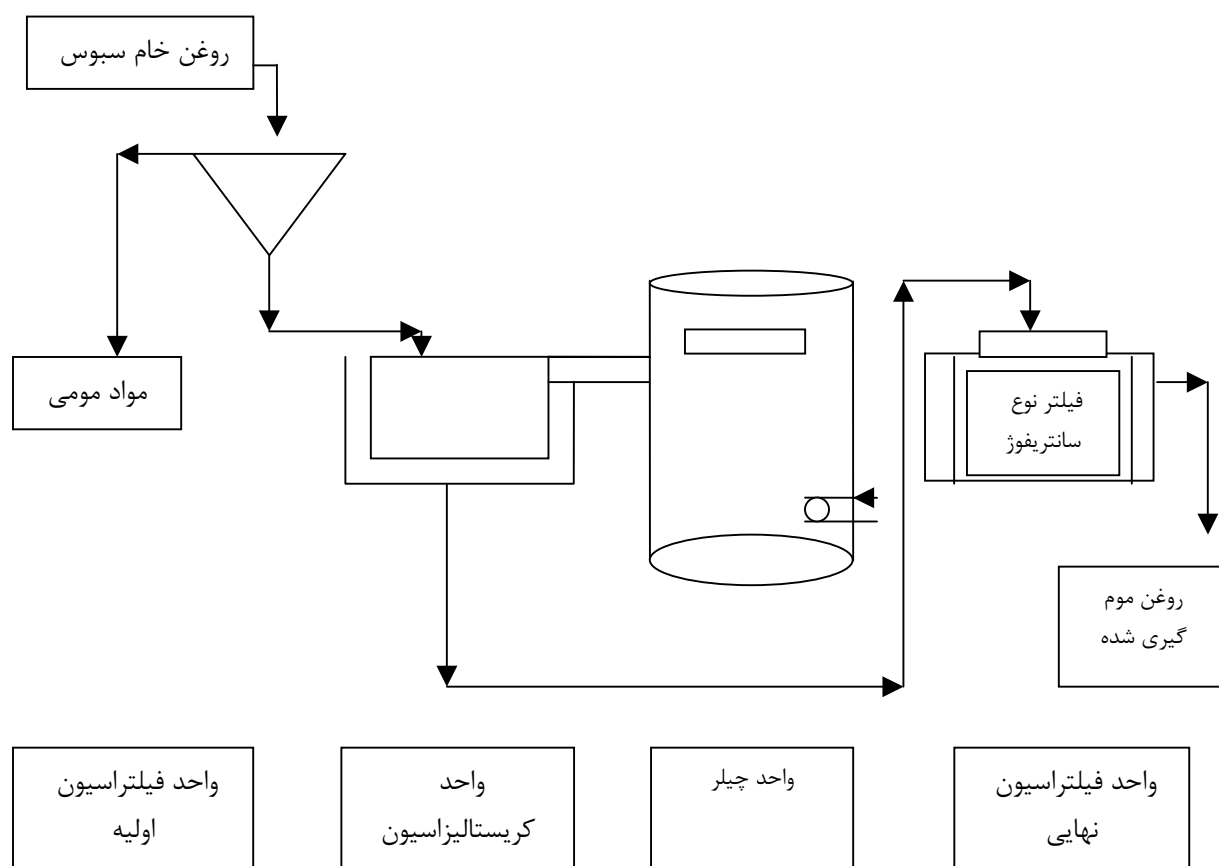 روغن خام سبوس
مواد مومی
فیلتر نوع
سانتریفوژ
روغن موم
گیری شده
واحد فیلتراسیون
اولیه
واحد
کریستالیزاسیون
واحد چیلر
واحد فیلتراسیون
نهایی